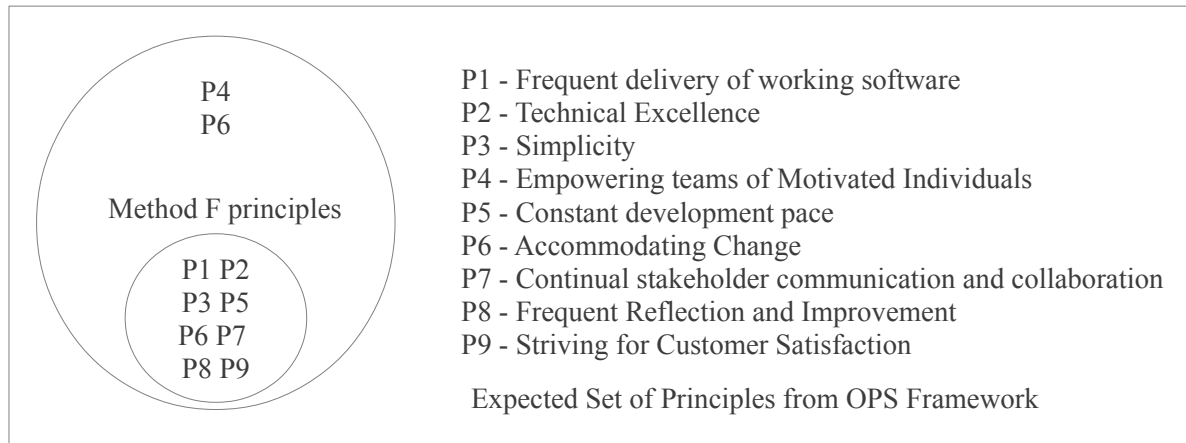 P4
P6
Method F principles
P1 P2
P3 P5
P6 P7
P8 P9
P1 - Frequent delivery of working software
P2 - Technical Excellence
P3 - Simplicity
P4 - Empowering teams of Motivated Individuals
P5 - Constant development pace
P6 - Accommodating Change
P7 - Continual stakeholder communication and collaboration
P8 - Frequent Reflection and Improvement
P9 - Striving for Customer Satisfaction
Expected Set of Principles from OPS Framework